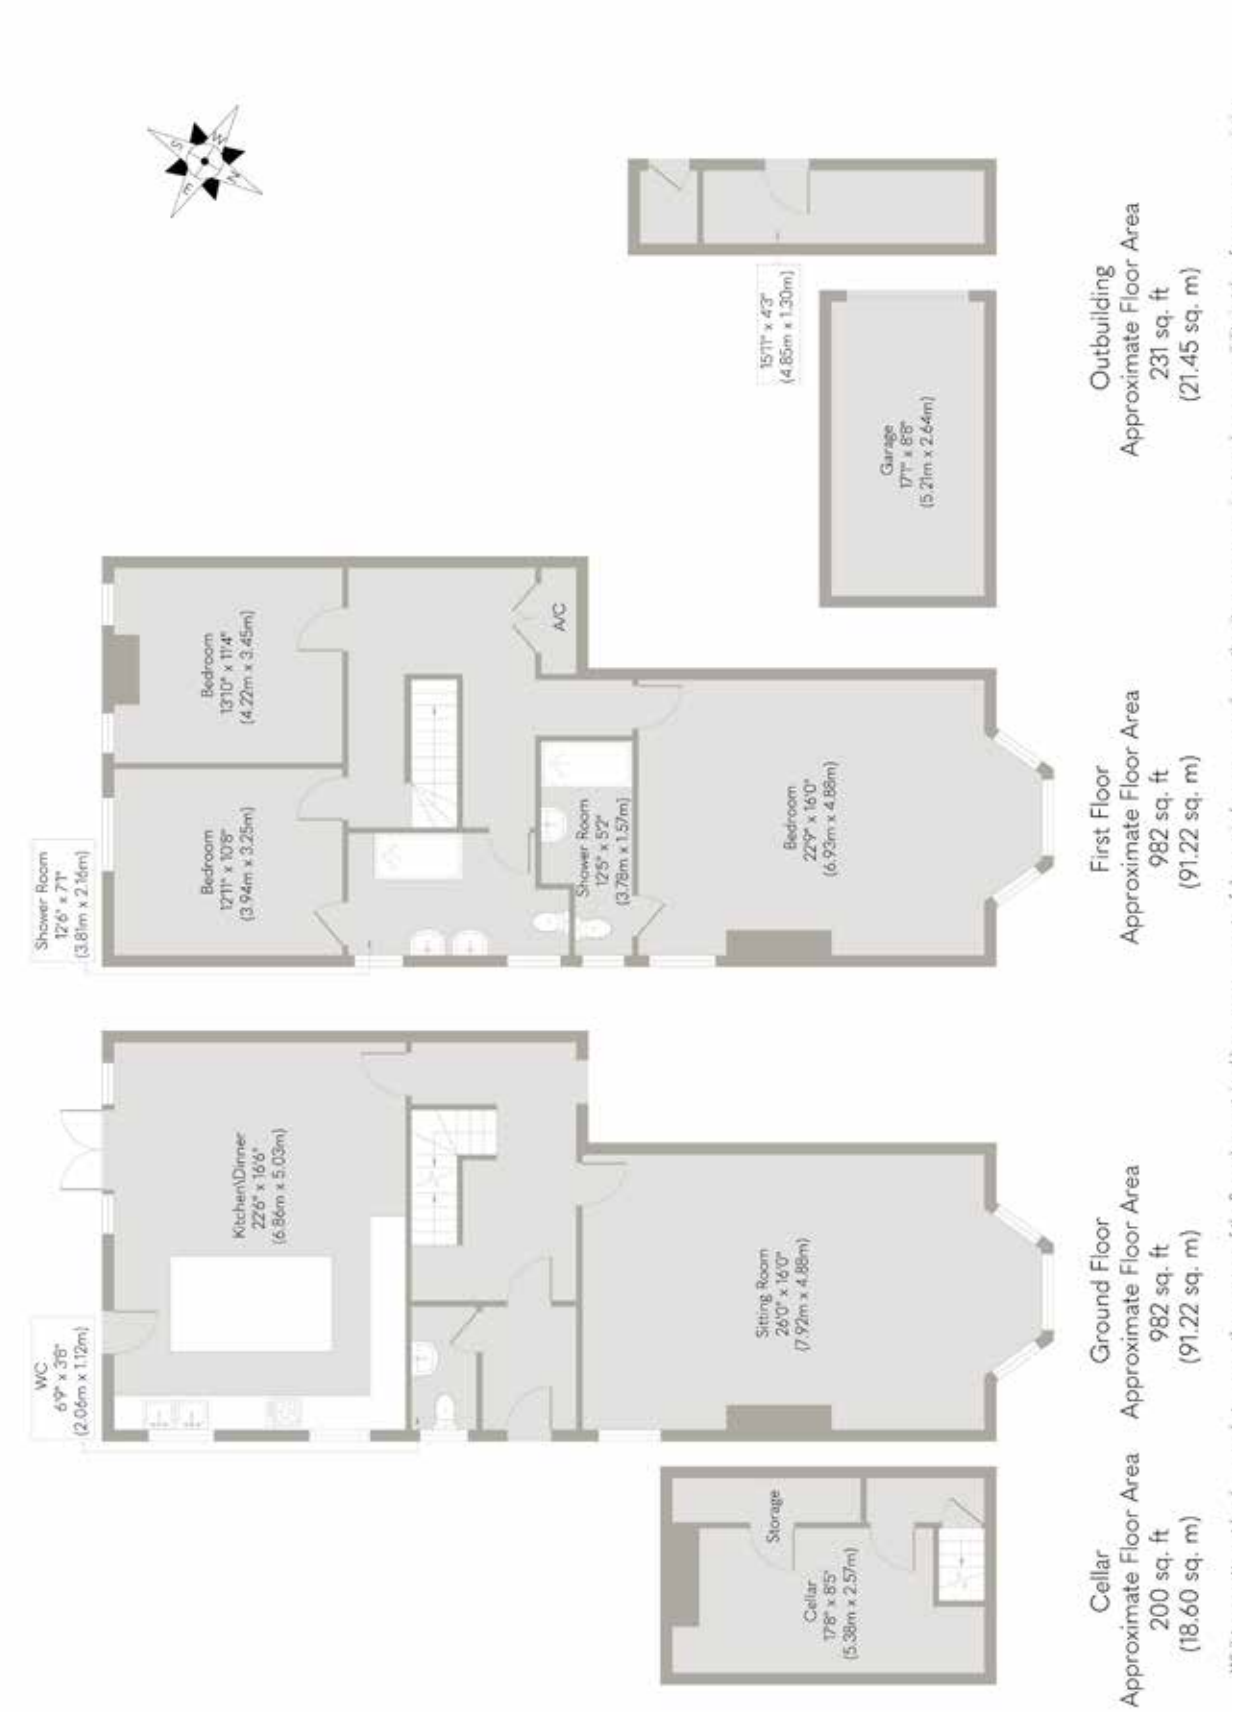 Cellar
17'8" x 8'5"
(5.38m x 2.57m)
Storage
Cellar
Approximate Floor Area
200 sq. ft
(18.60 sq. m)
WC
6'9" x 3'8"
(2.06m x 1.12m)
Kitchen\Dinner
22'6" x 16'6"
(6.86m x 5.03m)
Sitting Room
26'0" x 16'0"
(7.92m x 4.88m)
Ground Floor
Approximate Floor Area
982 sq. ft
(91.22 sq. m)
Shower Room
12'6" x 7'1"
(3.81m x 2.16m)
Bedroom
12'11" x 10'8"
(3.94m x 3.25m)
Bedroom
13'10" x 11'4"
(4.22m x 3.45m)
A/C
Shower Room
12'5" x 5'2"
(3.78m x 1.57m)
Bedroom
22'9" x 16'0"
(6.93m x 4.88m)
First Floor
Approximate Floor Area
982 sq. ft
(91.22 sq. m)
S
W
E
N
15'11" x 4'3"
(4.85m x 1.30m)
Garage
17'1" x 8'8"
(5.21m x 2.64m)
Outbuilding
Approximate Floor Area
231 sq. ft
(21.45 sq. m)